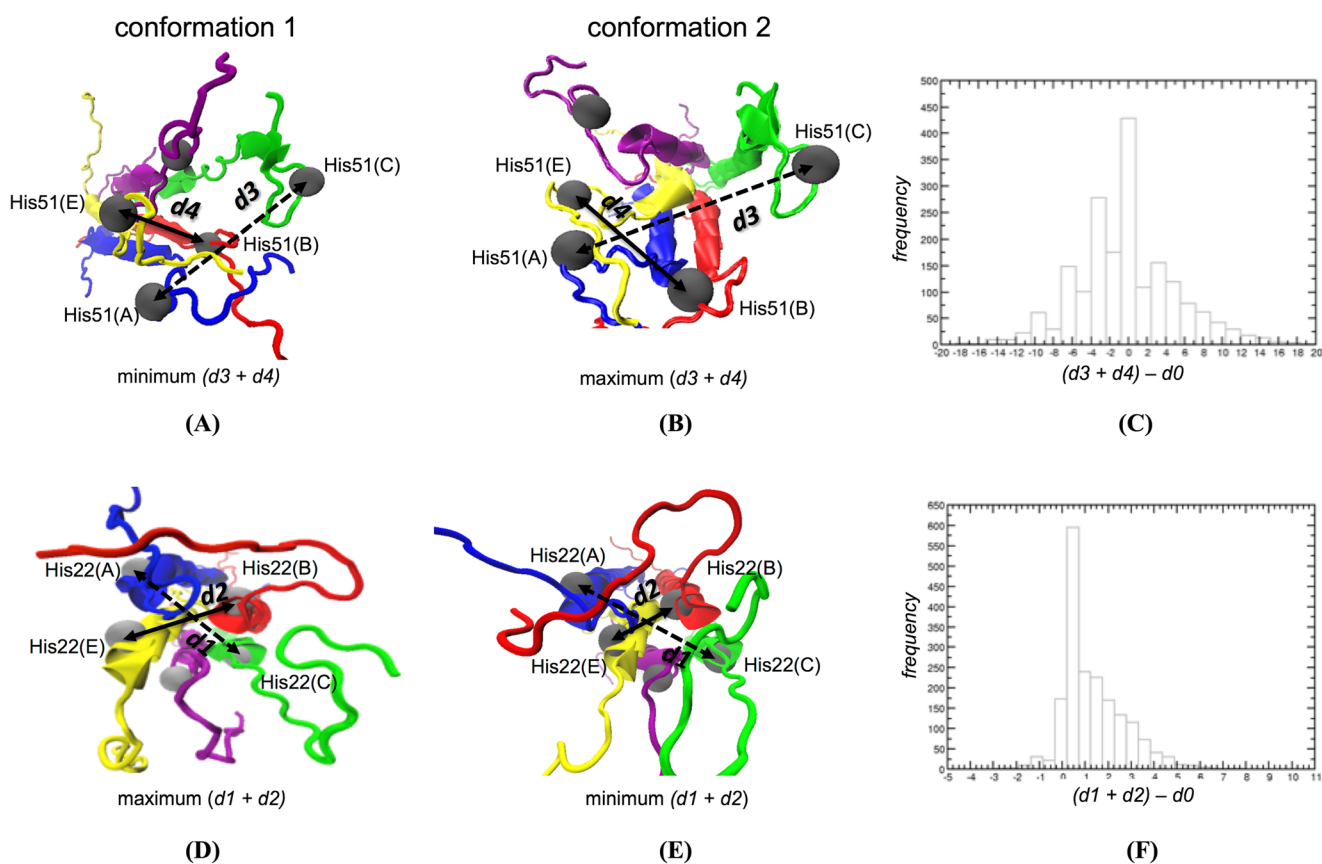 conformation 1
conformation 2
His51(C)
His51(E)
d4
d3
His51(B)
His51(A)
minimum (d3 + d4)
(A)
His51(C)
His51(E)
d4
d3
His51(A)
His51(B)
maximum (d3 + d4)
(B)
500
450
400
350
300
250
200
150
100
50
0
frequency
-20 -18 -16 -14 -12 -10 -8 -6 -4 -2 0 2 4 6 8 10 12 14 16 18 20
(d3 + d4) – d0
(C)
His22(A)
His22(B)
d2
His22(E)
d1
His22(C)
maximum (d1 + d2)
(D)
His22(A)
His22(B)
d2
His22(E)
d1
His22(C)
minimum (d1 + d2)
(E)
650
600
550
500
450
400
350
300
250
200
150
100
50
0
frequency
-5 -4 -3 -2 -1 0 1 2 3 4 5 6 7 8 9 10 11
(d1 + d2) – d0
(F)